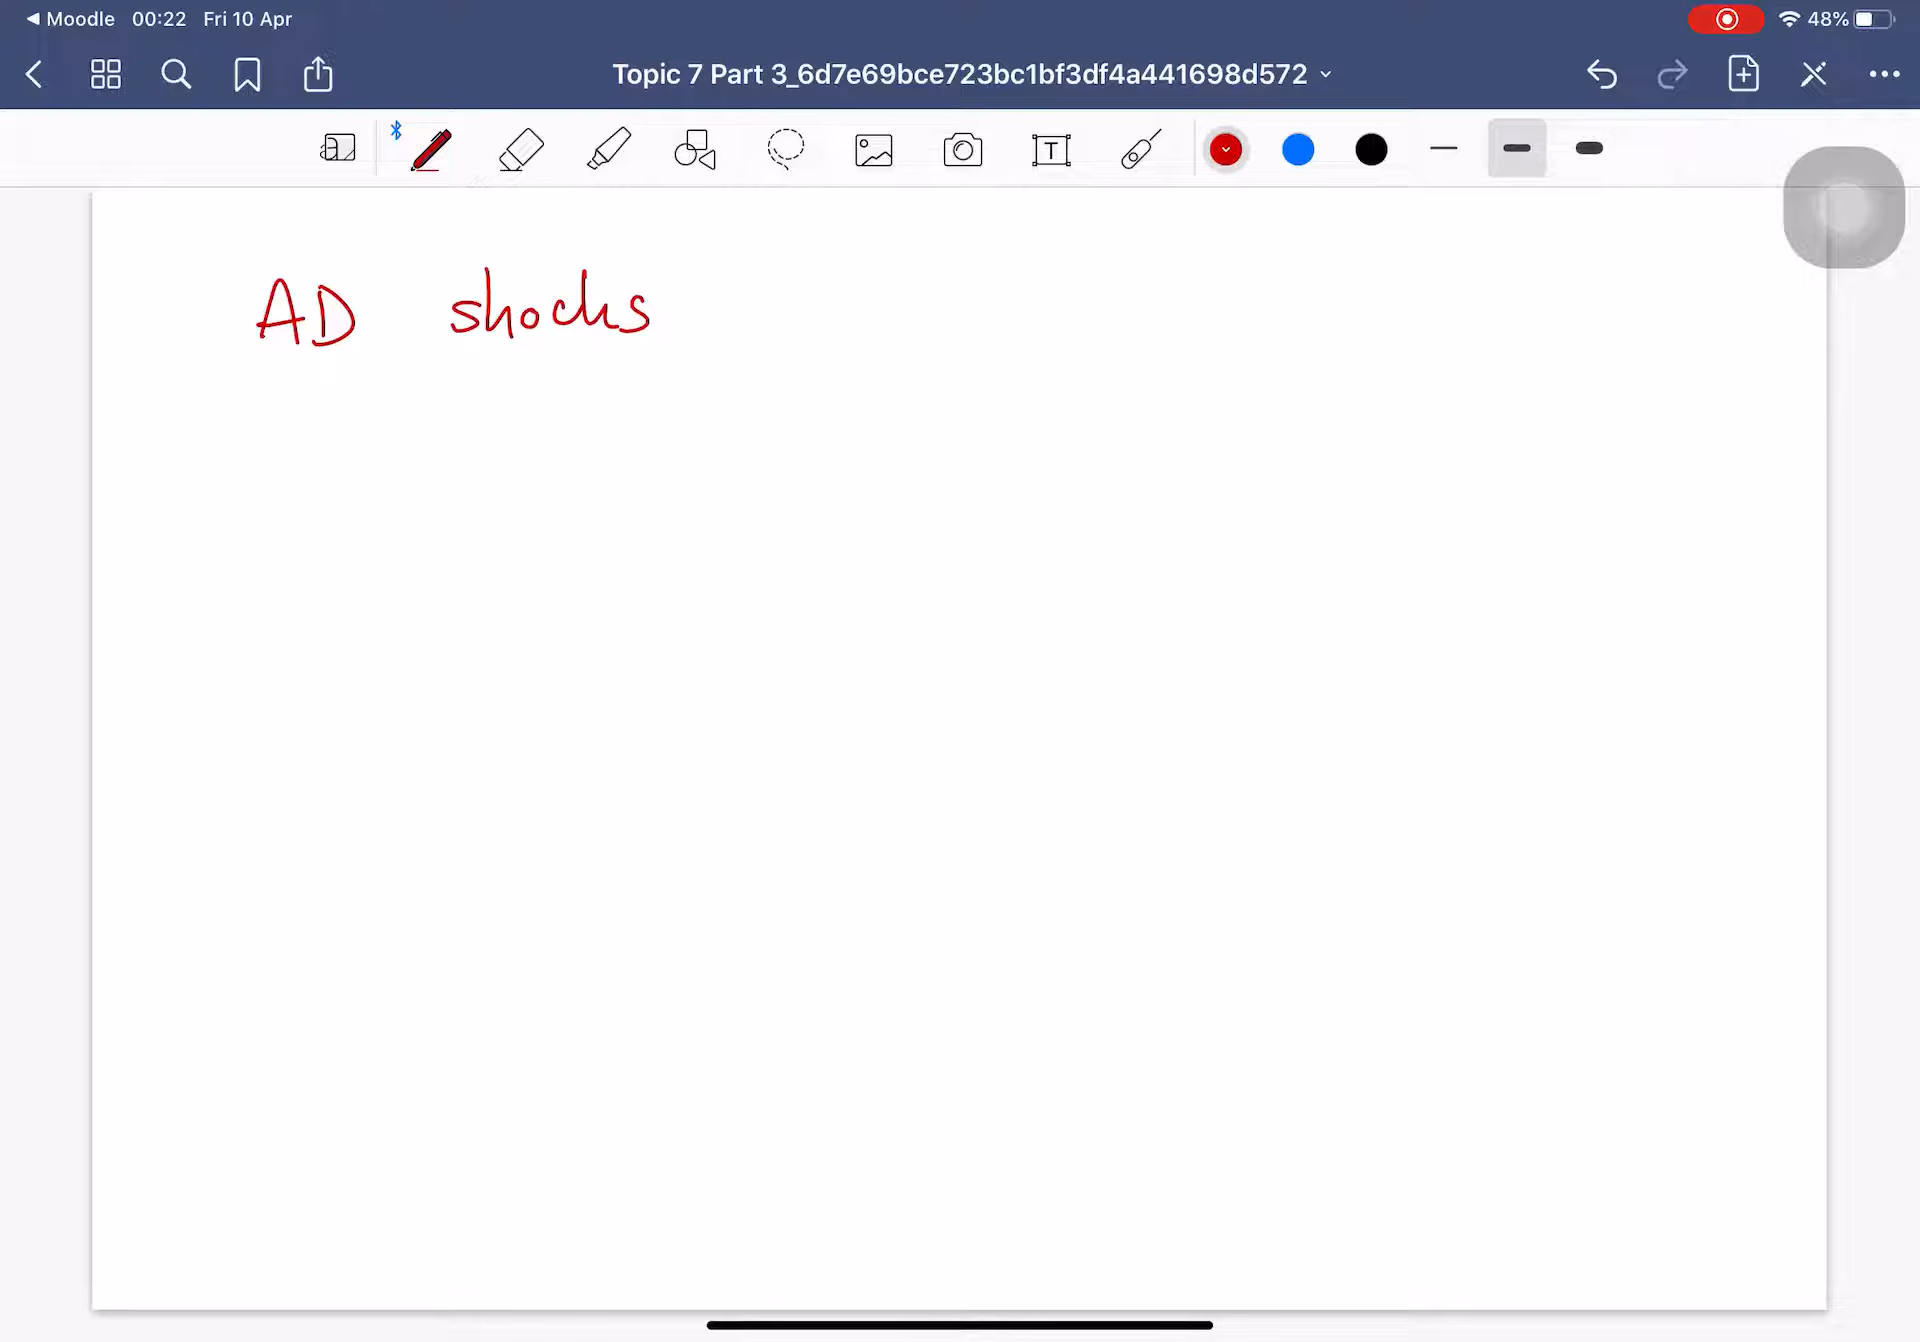 Moodle 00:22 Fri 10 Apr 48%
Topic 7 Part 3_6d7e69bce723bc1bf3df4a441698d572
a T
AD shocks